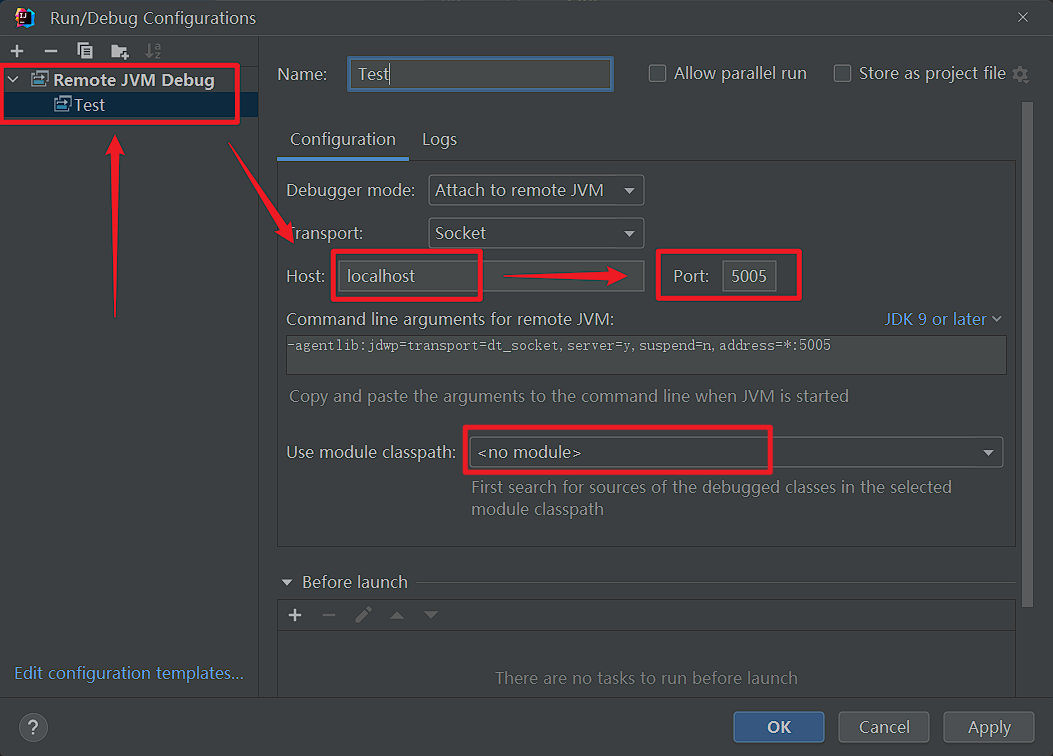 Run/Debug Configurations
Remote JVM Debug
Test
Edit configuration templates...
Name: Test
Allow parallel run
Store as project file
Configuration Logs
Debugger mode: Attach to remote JVM
Transport: Socket
Host: localhost Port: 5005
Command line arguments for remote JVM: JDK 9 or later
-agentlib:jdwp=transport=dt_socket,server=y,suspend=n,address=*:5005
Copy and paste the arguments to the command line when JVM is started
Use module classpath: <no module>
First search for sources of the debugged classes in the selected
module classpath
Before launch
There are no tasks to run before launch
? OK Cancel Apply